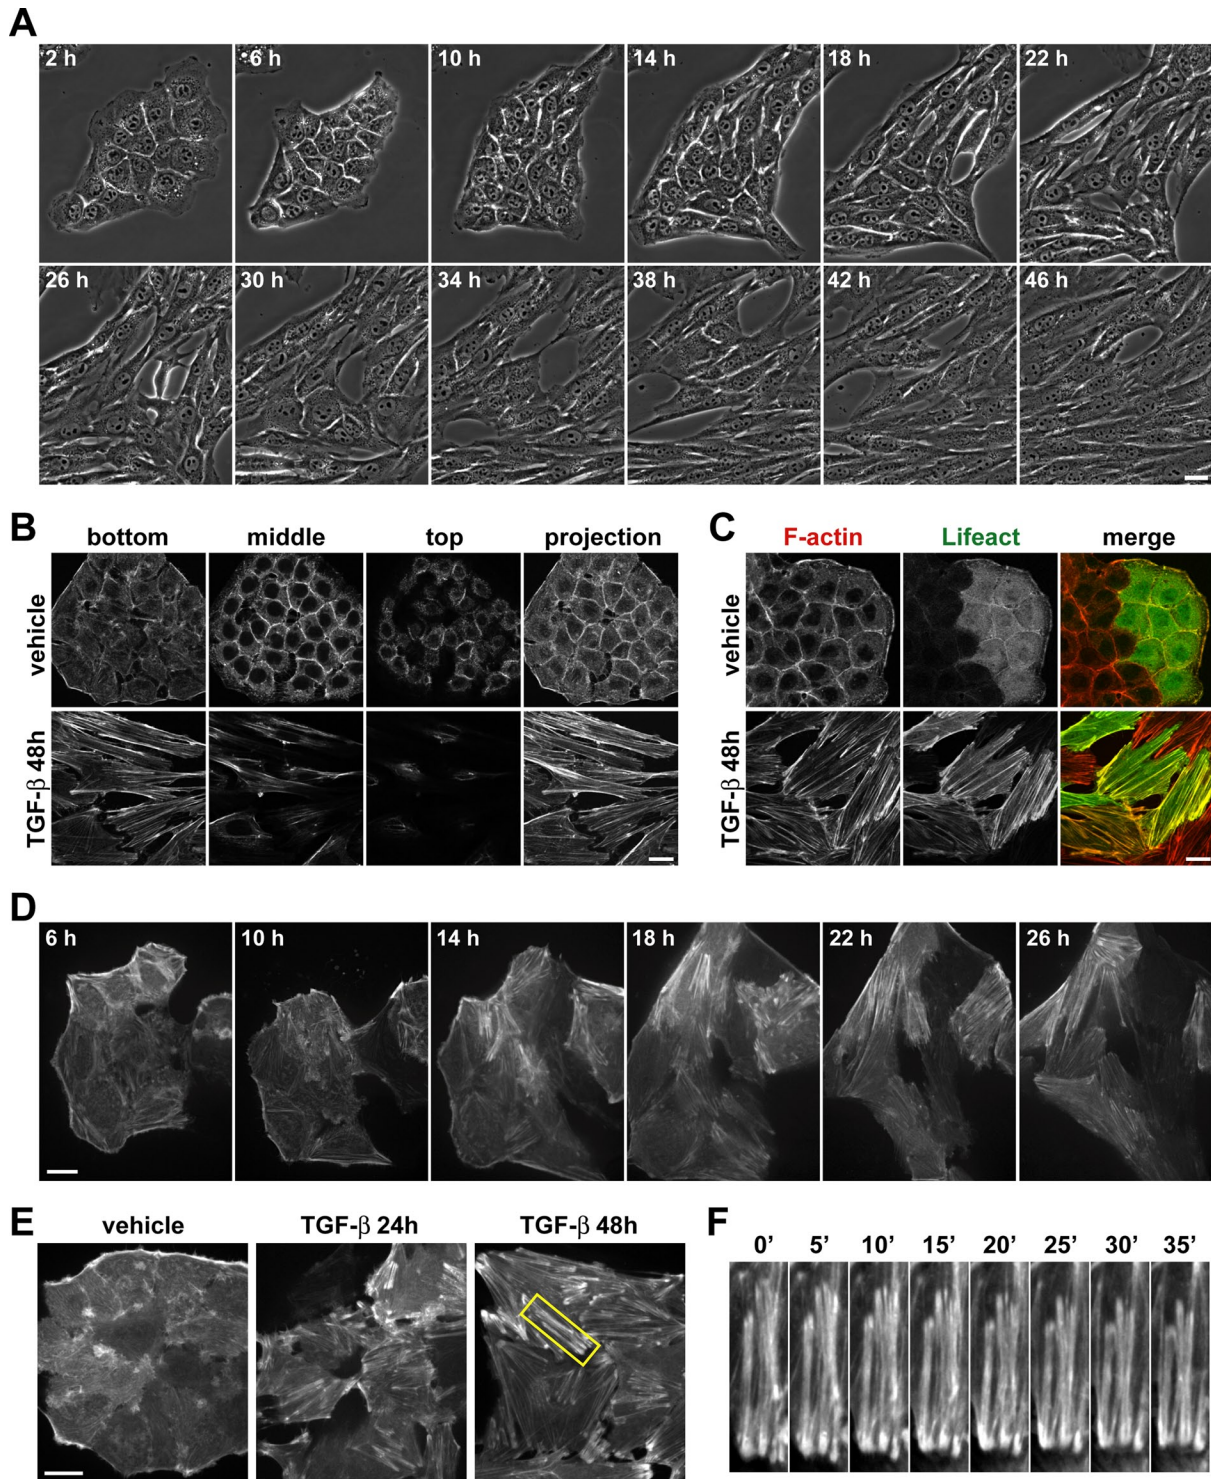 A
2 h 6 h 10 h 14 h 18 h 22 h
26 h 30 h 34 h 38 h 42 h 46 h
B
bottom middle top projection
vehicle
TGF-β 48h
C
F-actin Lifeact merge
vehicle
TGF-β 48h
D
6 h 10 h 14 h 18 h 22 h 26 h
E
vehicle TGF-β 24h TGF-β 48h
F
0’ 5’ 10’ 15’ 20’ 25’ 30’ 35’